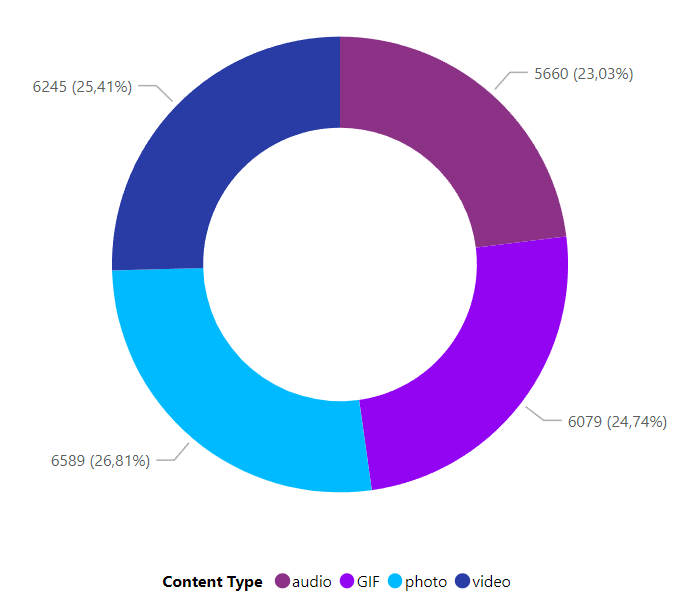 5660 (23,03%)
6245 (25,41%)
6079 (24,74%)
6589 (26,81%)
Content Type audio GIF photo video